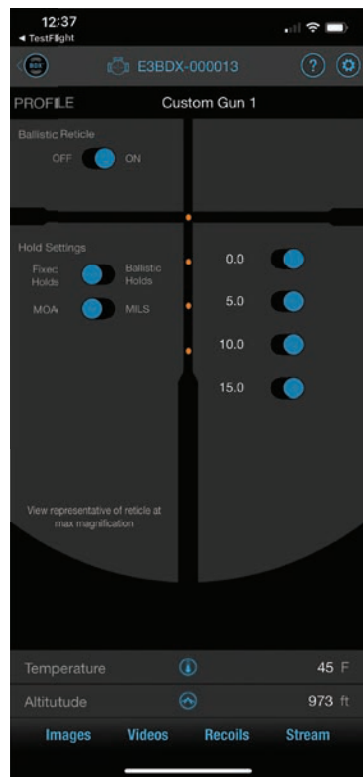 12:37
◀ TestFlight
BDX
E3BDX-000013
?
PROFILE
Custom Gun 1
Ballistic Reticle
OFF ON
Hold Settings
Fixed Holds
Ballistic Holds
MOA MILS
0.0
5.0
10.0
15.0
View representative of reticle at
max magnification
Temperature 45 F
Altitutude 973 ft
Images Videos Recoils Stream